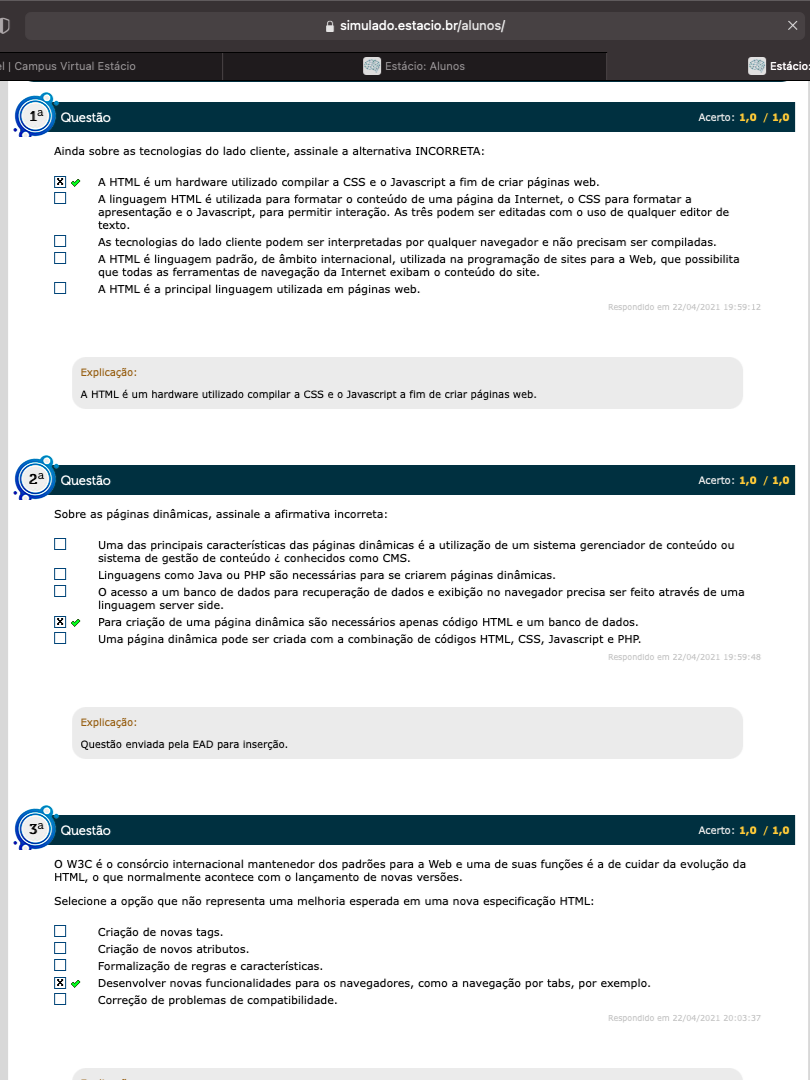 simulado.estacio.br/alunos/
el | Campus Virtual Estácio
Estácio: Alunos
Estácio:
1a
Questão
Acerto: 1,0 / 1,0
Ainda sobre as tecnologias do lado cliente, assinale a alternativa INCORRETA:
A HTML é um hardware utilizado compilar a CSS e o Javascript a fim de criar páginas web.
A linguagem HTML é utilizada para formatar o conteúdo de uma página da Internet, o CSS para formatar a
apresentação e o Javascript, para permitir interação. As três podem ser editadas com o uso de qualquer editor de
texto.
As tecnologias do lado cliente podem ser interpretadas por qualquer navegador e não precisam ser compiladas.
A HTML é linguagem padrão, de âmbito internacional, utilizada na programação de sites para a Web, que possibilita
que todas as ferramentas de navegação da Internet exibam o conteúdo do site.
A HTML é a principal linguagem utilizada em páginas web.
Respondido em 22/04/2021 19:59:12
Explicação:
A HTML é um hardware utilizado compilar a CSS e o Javascript a fim de criar páginas web.
2a
Questão
Acerto: 1,0 / 1,0
Sobre as páginas dinâmicas, assinale a afirmativa incorreta:
Uma das principais características das páginas dinâmicas é a utilização de um sistema gerenciador de conteúdo ou
sistema de gestão de conteúdo ¿ conhecidos como CMS.
Linguagens como Java ou PHP são necessárias para se criarem páginas dinâmicas.
O acesso a um banco de dados para recuperação de dados e exibição no navegador precisa ser feito através de uma
linguagem server side.
Para criação de uma página dinâmica são necessários apenas código HTML e um banco de dados.
Uma página dinâmica pode ser criada com a combinação de códigos HTML, CSS, Javascript e PHP.
Respondido em 22/04/2021 19:59:48
Explicação:
Questão enviada pela EAD para inserção.
3a
Questão
Acerto: 1,0 / 1,0
O W3C é o consórcio internacional mantenedor dos padrões para a Web e uma de suas funções é a de cuidar da evolução da
HTML, o que normalmente acontece com o lançamento de novas versões.
Selecione a opção que não representa uma melhoria esperada em uma nova especificação HTML:
Criação de novas tags.
Criação de novos atributos.
Formalização de regras e características.
Desenvolver novas funcionalidades para os navegadores, como a navegação por tabs, por exemplo.
Correção de problemas de compatibilidade.
Respondido em 22/04/2021 20:03:37